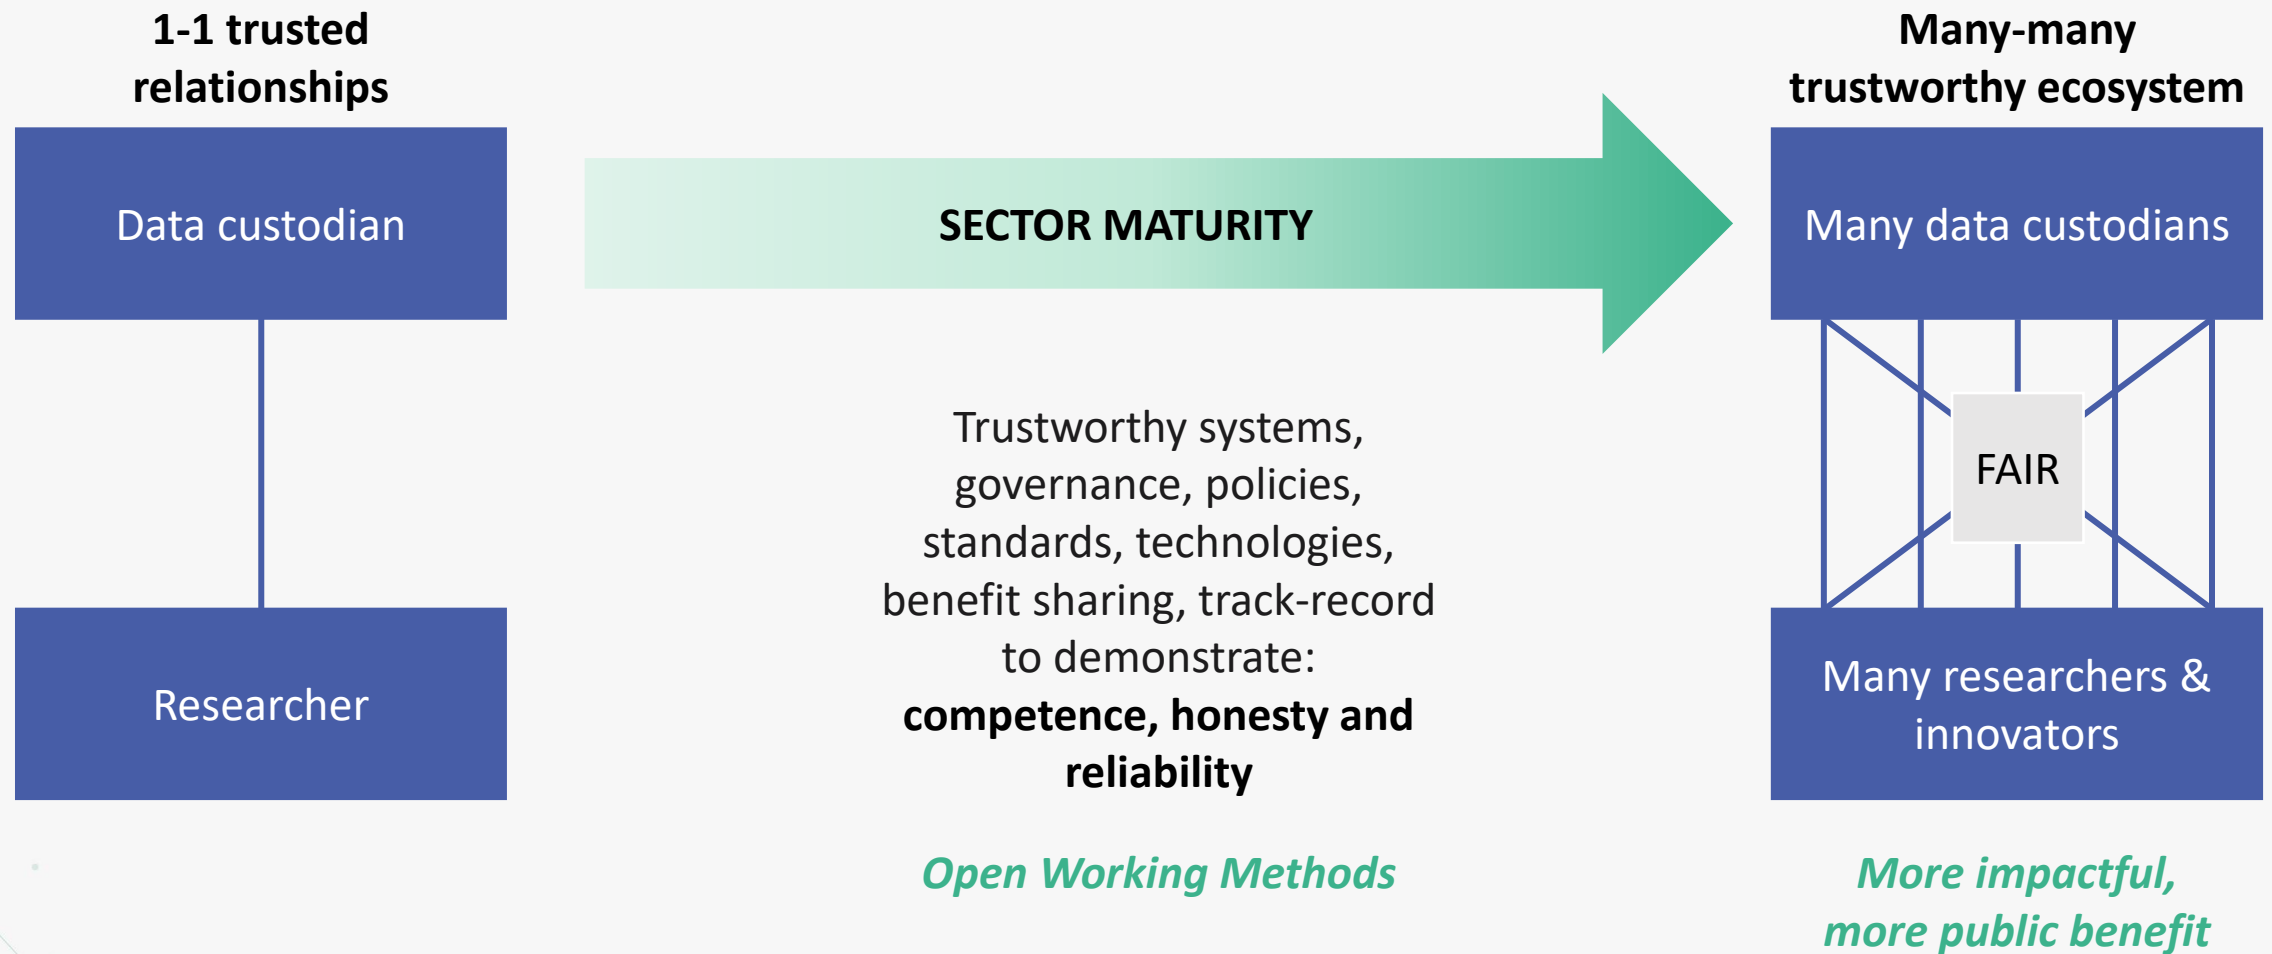 1-1 trusted
relationships
Data custodian
Researcher
SECTOR MATURITY
Trustworthy systems,
governance, policies,
standards, technologies,
benefit sharing, track-record
to demonstrate:
competence, honesty and
reliability
Open Working Methods
Many-many
trustworthy ecosystem
Many data custodians
FAIR
Many researchers &
innovators
More impactful,
more public benefit